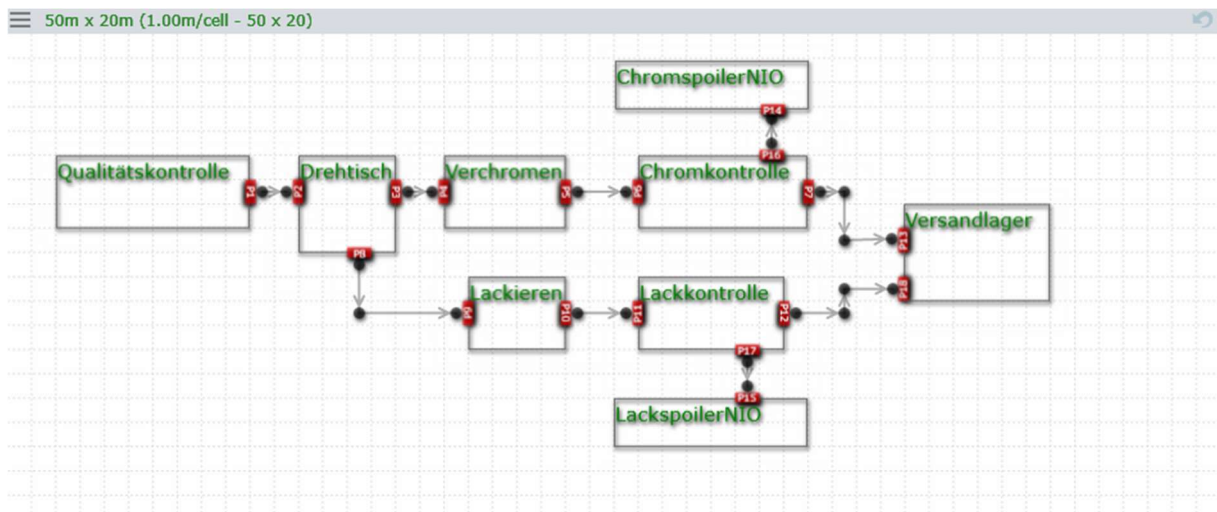 50m x 20m (1.00m/cell - 50 x 20)
ChromspoilerNIO
P14
P16
Qualitätskontrolle
P1
P2
Drehtisch
P3
P4
Verchromen
P5
P6
Chromkontrolle
P7
P8
Versandlager
P13
P18
P9
Lackieren
P10
P11
Lackkontrolle
P12
P17
P15
LackspoilerNIO